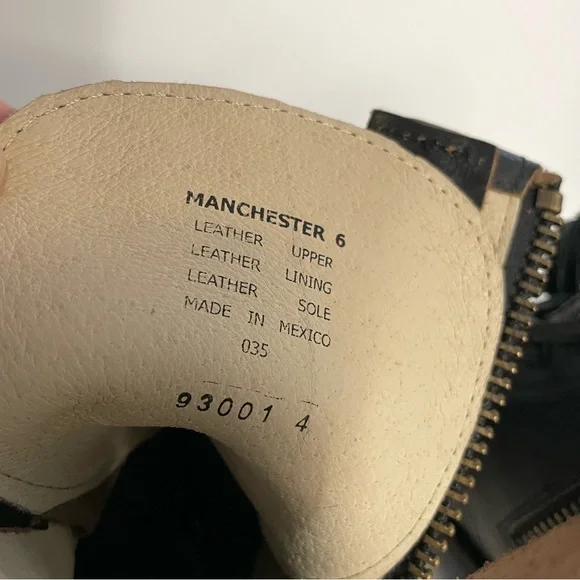 MANCHESTER 6
LEATHER UPPER
LEATHER LINING
LEATHER SOLE
MADE IN MEXICO
035
93001 4